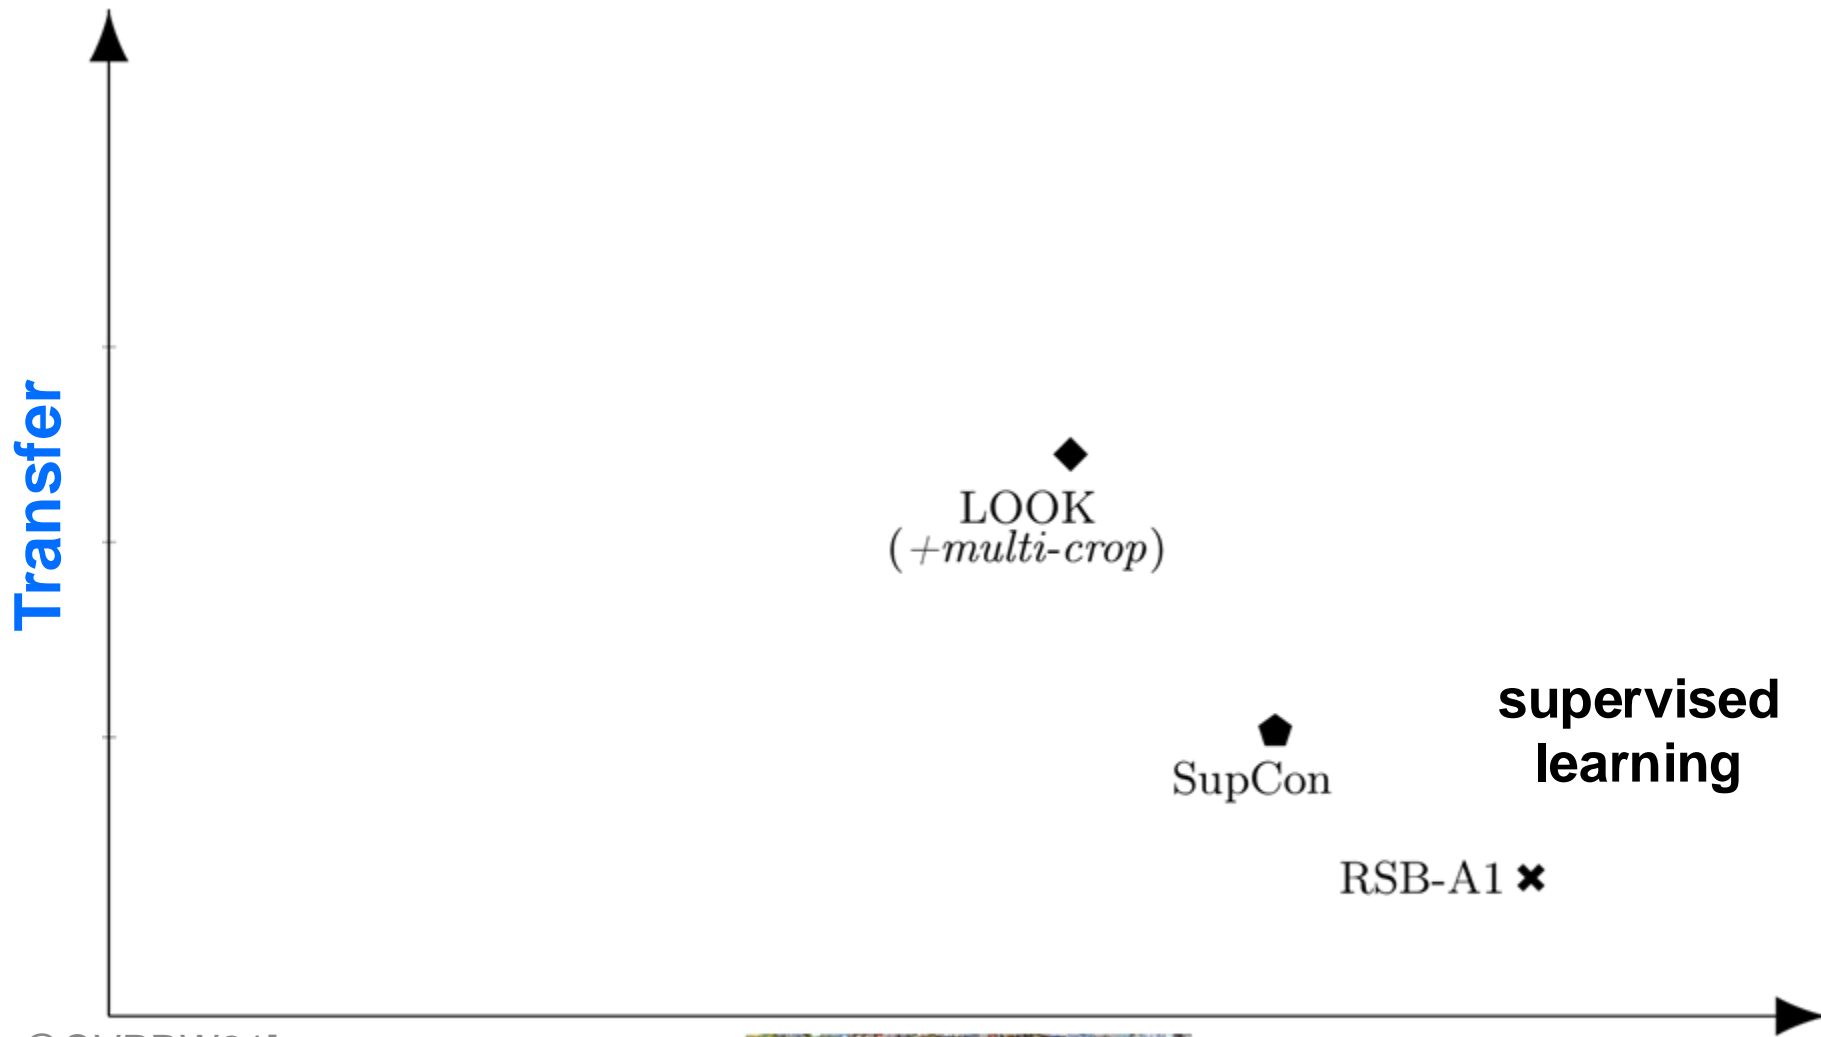 Transfer
LOOK
(+multi-crop)
supervised
learning
SupCon
RSB-A1